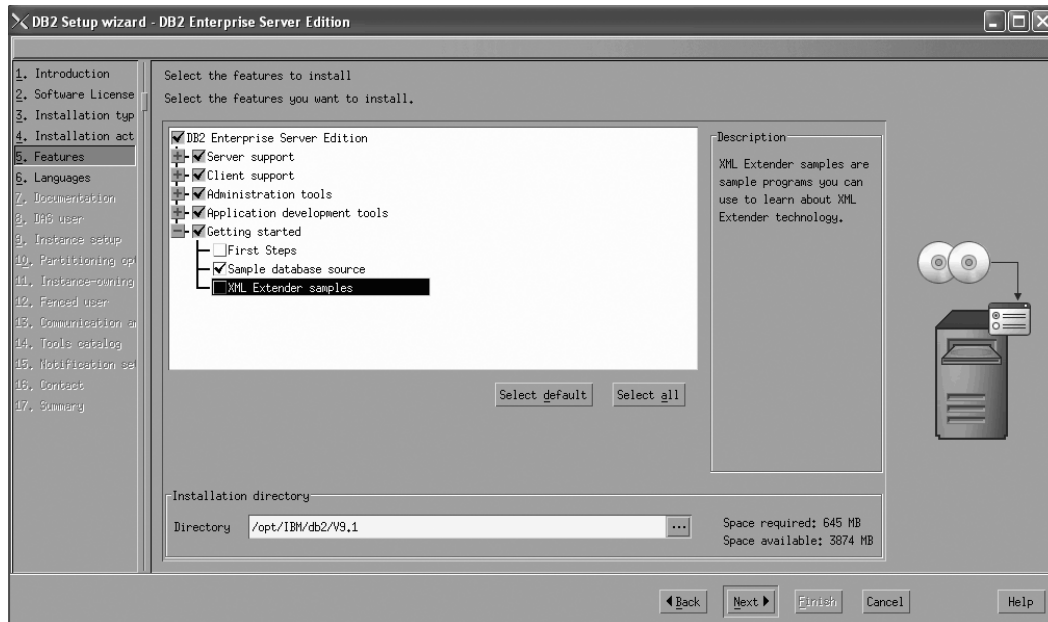 DB2 Setup wizard - DB2 Enterprise Server Edition
1. Introduction
2. Software License
3. Installation typ
4. Installation act
5. Features
6. Languages
7. Documentation
8. DAS user
9. Instance setup
10. Partitioning op
11. Instance-owning
12. Fenced user
13. Communication a
14. Tools catalog
15. Notification se
16. Contact
17. Summary
Select the features to install
Select the features you want to install.
DB2 Enterprise Server Edition
Server support
Client support
Administration tools
Application development tools
Getting started
First Steps
Sample database source
XML Extender samples
Select default
Select all
Description
XML Extender samples are
sample programs you can
use to learn about XML
Extender technology.
Installation directory
Directory /opt/IBM/db2/V9.1 ...
Space required: 645 MB
Space available: 3874 MB
Back Next Finish Cancel Help